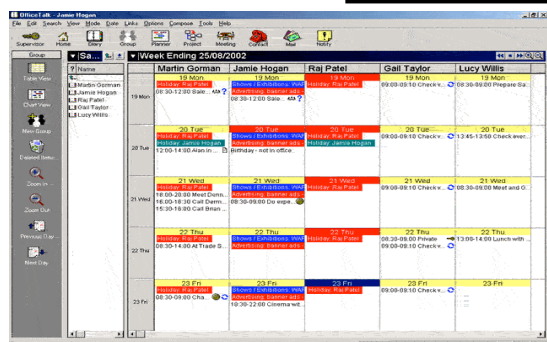 OfficeTalk - Jamie Hogan
File Edit Search View Mode Date Links Options Compose Tools Help
Supervisor Home Diary Group Planner Project Meeting Contact Mail Notify
Group
Sa...
Week Ending 25/08/2002
? Name
Martin Gorman
Jamie Hogan
Raj Patel
Gail Taylor
Lucy Willis
Table View
Chart View
New Group
Deleted Items...
Zoom In
Zoom Out
Previous Day
Next Day
Martin Gorman Jamie Hogan Raj Patel Gail Taylor Lucy Willis
19 Mon
19 Mon 19 Mon 19 Mon 19 Mon 19 Mon
Holiday: Raj Patel Shows / Exhibitions: WAP Holiday: Raj Patel 09:00-09:10 Check v... 08:30-09:00 Prepare Sa...
08:30-12:00 Sale... Advertising: banner ads -
08:30-12:00 Sale...
20 Tue
20 Tue 20 Tue 20 Tue 20 Tue 20 Tue
Holiday: Raj Patel Shows / Exhibitions: WAP Holiday: Raj Patel 09:00-09:10 Check v... 13:45-13:50 Check ever...
Holiday: Jamie Hogan Advertising: banner ads - Holiday: Jamie Hogan
12:00-14:00 Alan in ... Birthday - not in office
21 Wed
21 Wed 21 Wed 21 Wed 21 Wed 21 Wed
Holiday: Raj Patel Shows / Exhibitions: WAP Holiday: Raj Patel 09:00-09:10 Check v... 08:30-09:00 Meet and G...
18:00-20:00 Meet Donn... Advertising: banner ads -
16:00-16:30 Call Darm... 08:30-09:00 Do expe...
15:30-16:00 Call Brian ...
22 Thu
22 Thu 22 Thu 22 Thu 22 Thu 22 Thu
Holiday: Raj Patel Shows / Exhibitions: WAP Holiday: Raj Patel 08:30-09:00 Private 13:00-14:00 Lunch with ...
08:30-14:00 At Trade S... Advertising: banner ads - 09:00-09:10 Check v...
23 Fri
23 Fri 23 Fri 23 Fri 23 Fri 23 Fri
Holiday: Raj Patel Shows / Exhibitions: WAP Holiday: Raj Patel 09:00-09:10 Check v...
08:30-09:00 Cha... Advertising: banner ads -
19:30-22:00 Cinema wit...